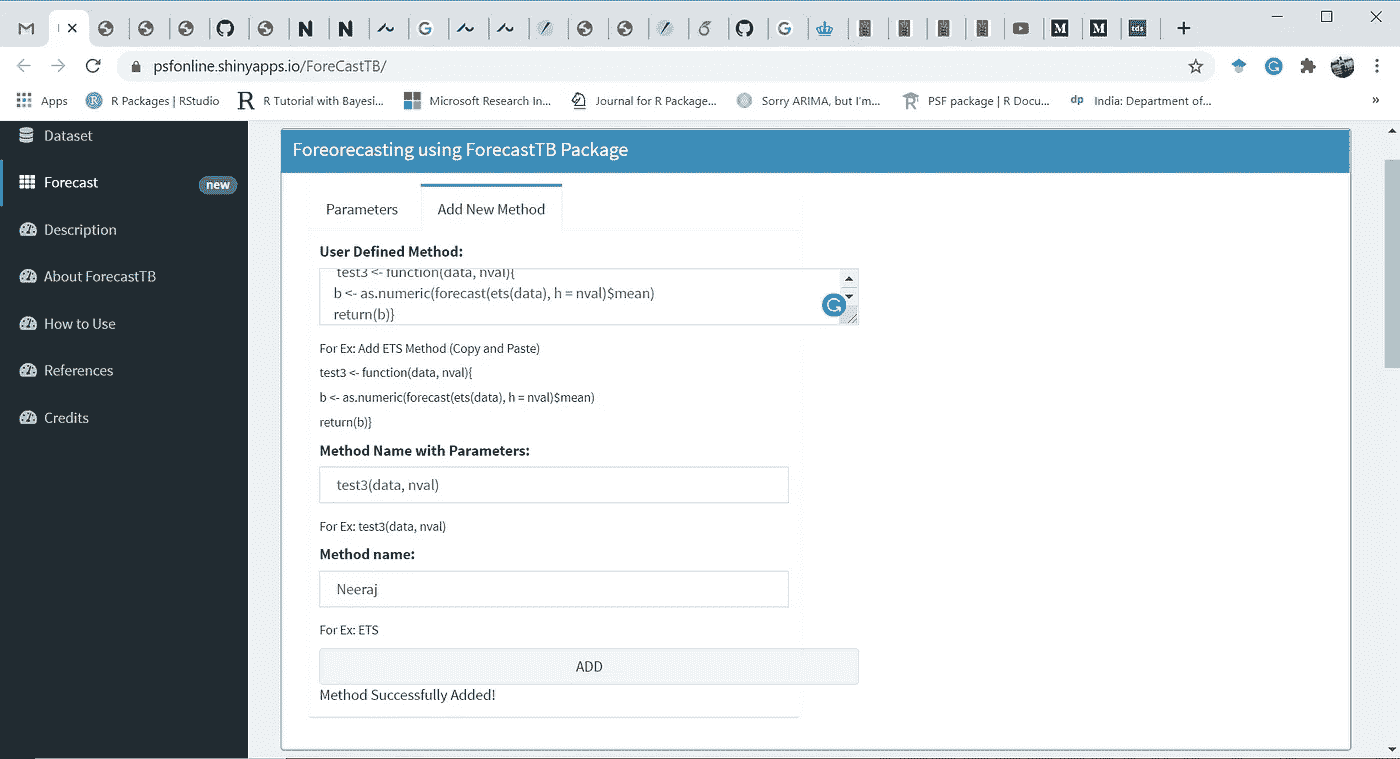 psfonline.shinyapps.io/ForeCastTB/
Apps
R Packages | RStudio
R Tutorial with Bayesi...
Microsoft Research In...
Journal for R Package...
Sorry ARIMA, but I'm...
PSF package | R Docu...
dp India: Department of...
»
Dataset
Forecast new
Description
About ForecastTB
How to Use
References
Credits
Foreorecasting using ForecastTB Package
Parameters Add New Method
User Defined Method:
test3 <- function(data, nval){
b <- as.numeric(forecast(ets(data), h = nval)$mean)
return(b)}
For Ex: Add ETS Method (Copy and Paste)
test3 <- function(data, nval){
b <- as.numeric(forecast(ets(data), h = nval)$mean)
return(b)}
Method Name with Parameters:
test3(data, nval)
For Ex: test3(data, nval)
Method name:
Neeraj
For Ex: ETS
ADD
Method Successfully Added!